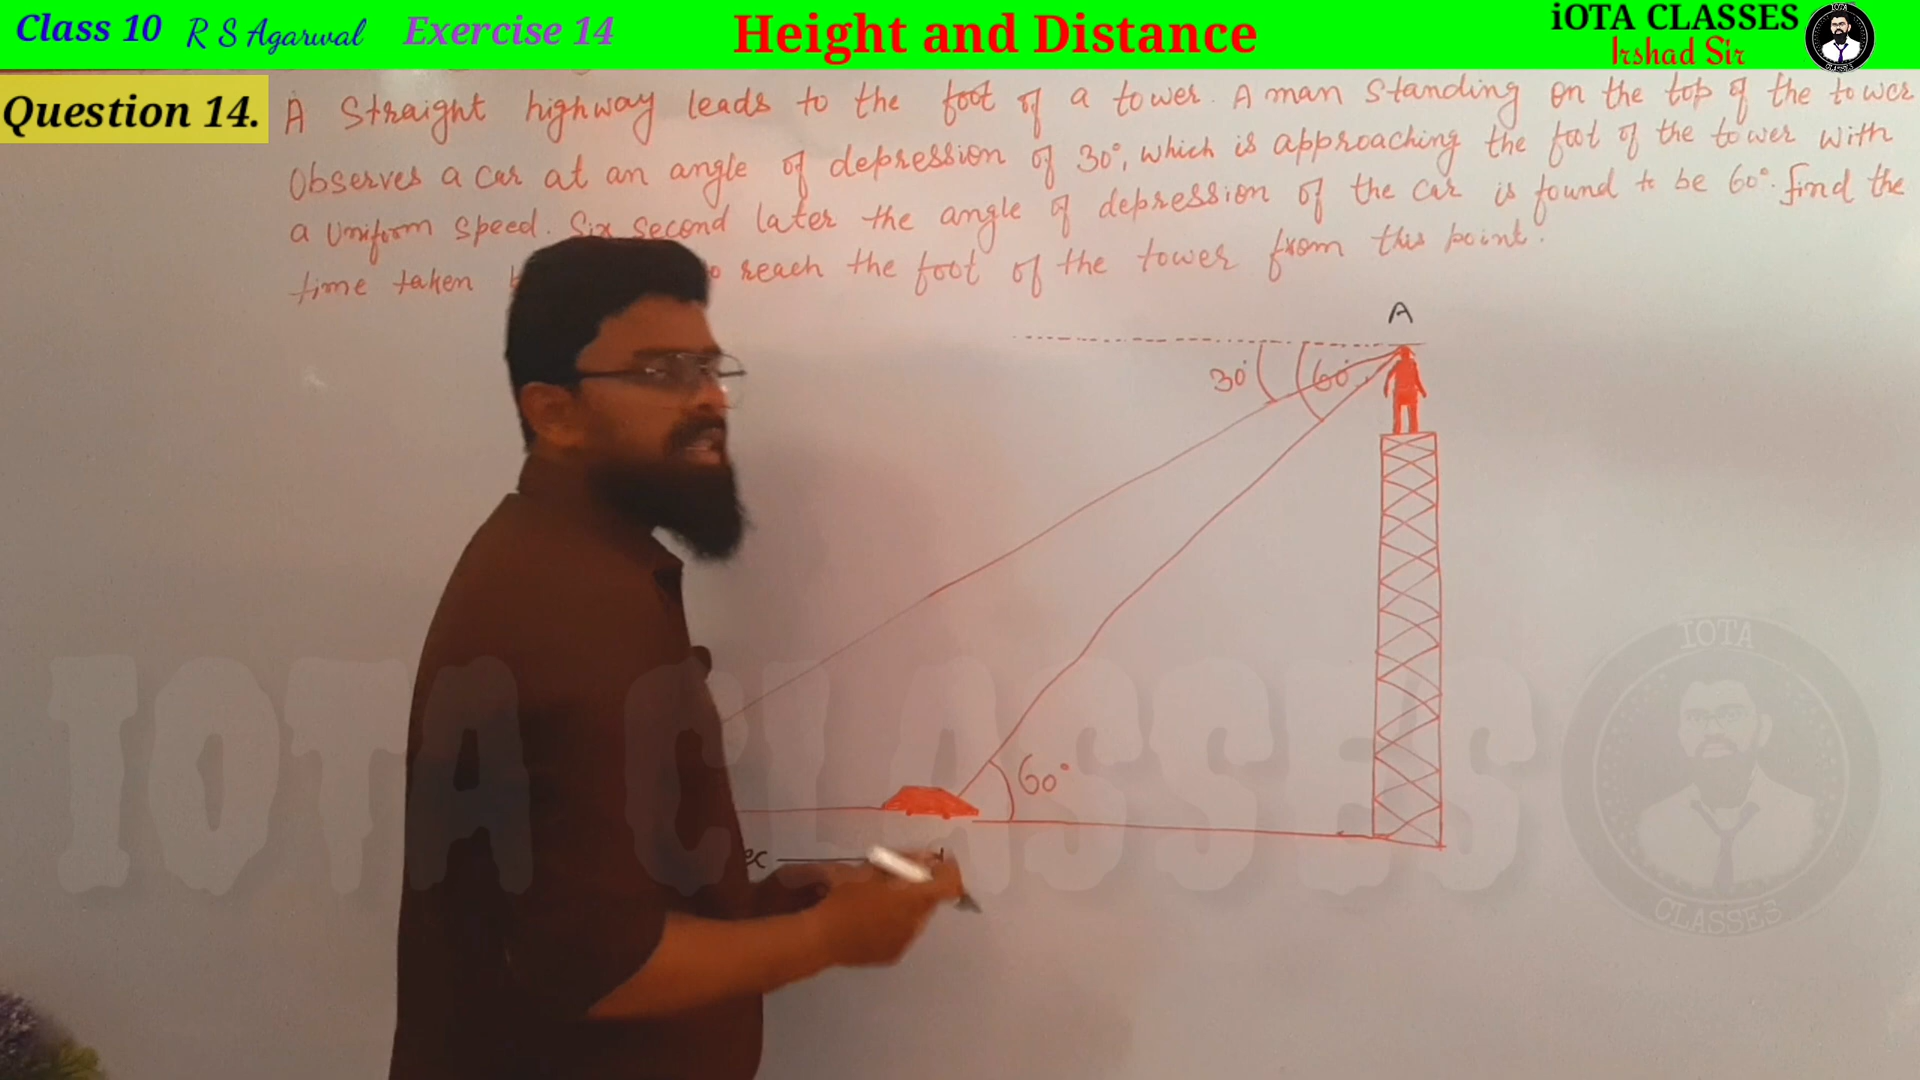 Class 10 R S Agarwal Exercise 14 Height and Distance iOTA CLASSES
Irshad Sir
Question 14. A Straight highway leads to the foot of a tower. A man Standing on the top of the tower
Observes a car at an angle of depression of 30°, which is approaching the foot of the tower with
a Uniform Speed. Six Second later the angle of depression of the car is found to be 60°. find the
time taken reach the foot of the tower from this point.
A
30° 60°
60°
IOTA CLASSES
IOTA
CLASSES